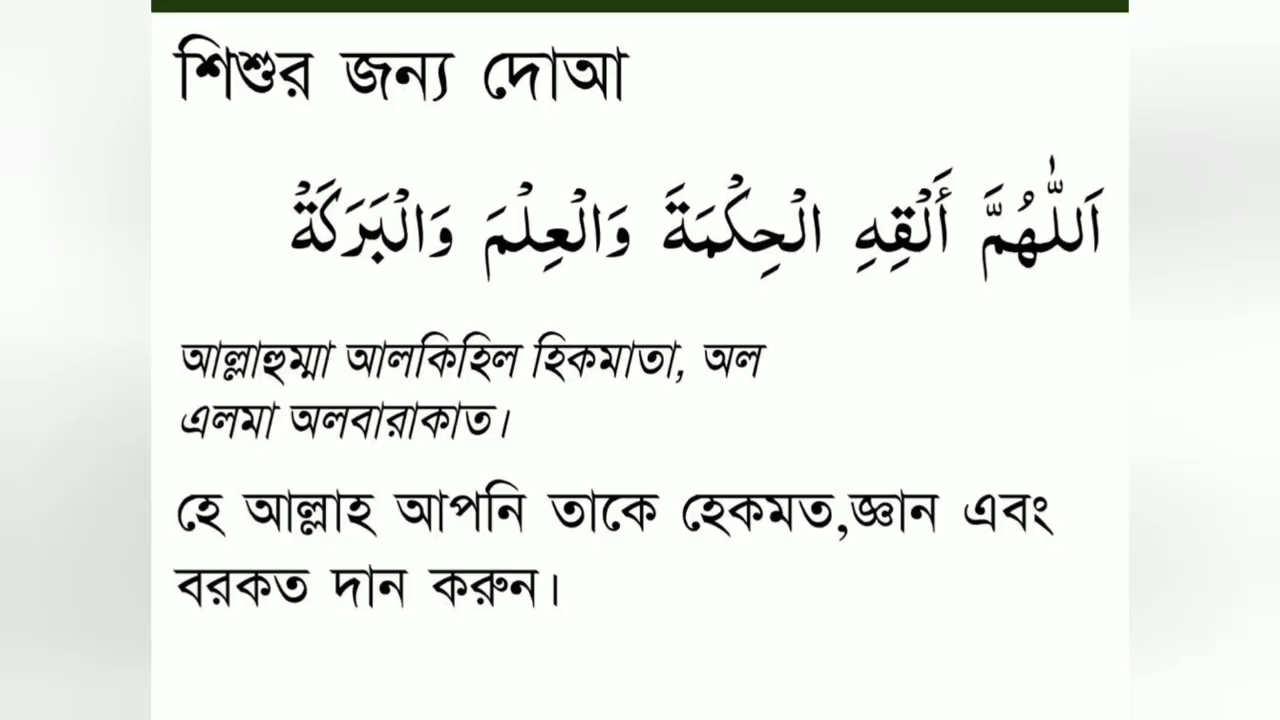 শিশুর জন্য দোআ
اَللّٰهُمَّ أَلْقِهِ الْحِكْمَةَ وَالْعِلْمَ وَالْبَرَكَةْ
আল্লাহুম্মা আলকিহিল হিকমাতা, অল
এলমা অলবারাকাত।
হে আল্লাহ আপনি তাকে হেকমত,জ্ঞান এবং
বরকত দান করুন।